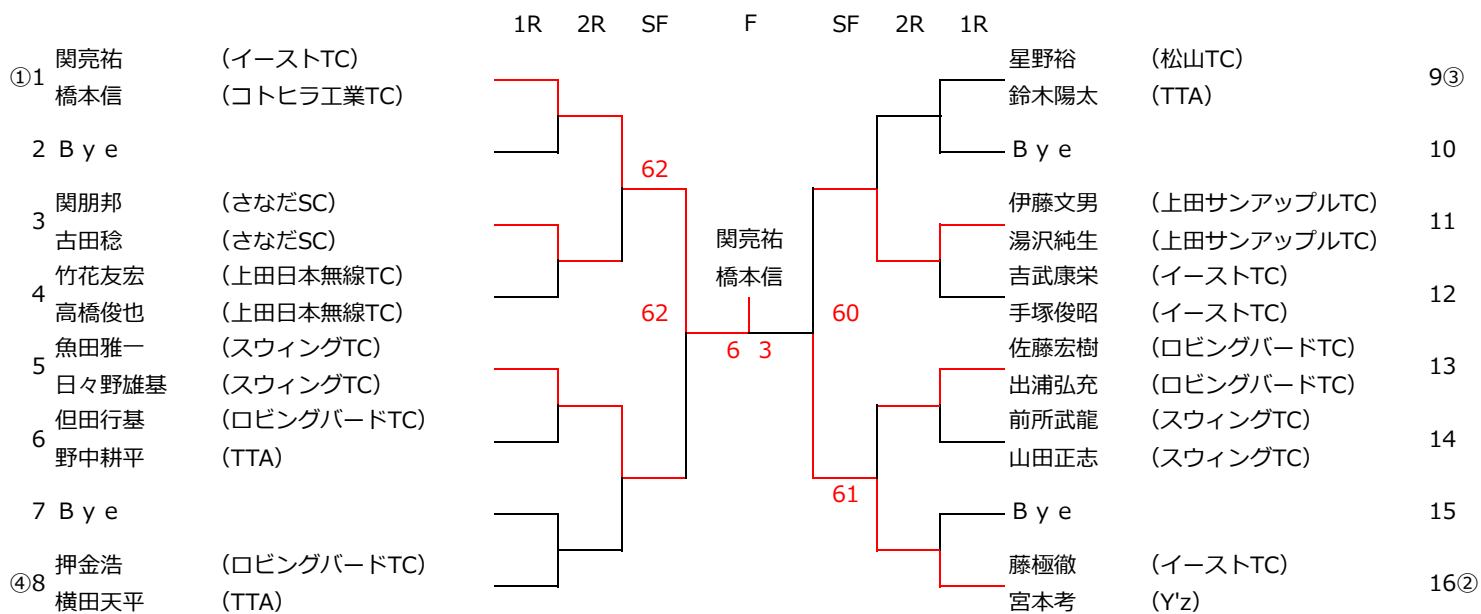 1R 2R SF F SF 2R 1R
関亮祐 （イーストTC）
①1
橋本信 （コトヒラ工業TC）
2 Ｂｙｅ
62
関朋邦 （さなだSC）
3
古田稔 （さなだSC）
竹花友宏 （上田日本無線TC）
4
高橋俊也 （上田日本無線TC）
62
魚田雅一 （スウィングTC）
5
日々野雄基 （スウィングTC）
但田行基 （ロビングバードTC）
6
野中耕平 （TTA）
7 Ｂｙｅ
押金浩 （ロビングバードTC）
④8
横田天平 （TTA）
関亮祐
橋本信
6 3
星野裕 （松山TC）
9③
鈴木陽太 （TTA）
Ｂｙｅ 10
伊藤文男 （上田サンアップルTC）
11
湯沢純生 （上田サンアップルTC）
吉武康栄 （イーストTC）
12
手塚俊昭 （イーストTC）
60
佐藤宏樹 （ロビングバードTC）
13
出浦弘充 （ロビングバードTC）
前所武龍 （スウィングTC）
14
山田正志 （スウィングTC）
61
Ｂｙｅ 15
藤極徹 （イーストTC）
16②
宮本考 （Y'z）